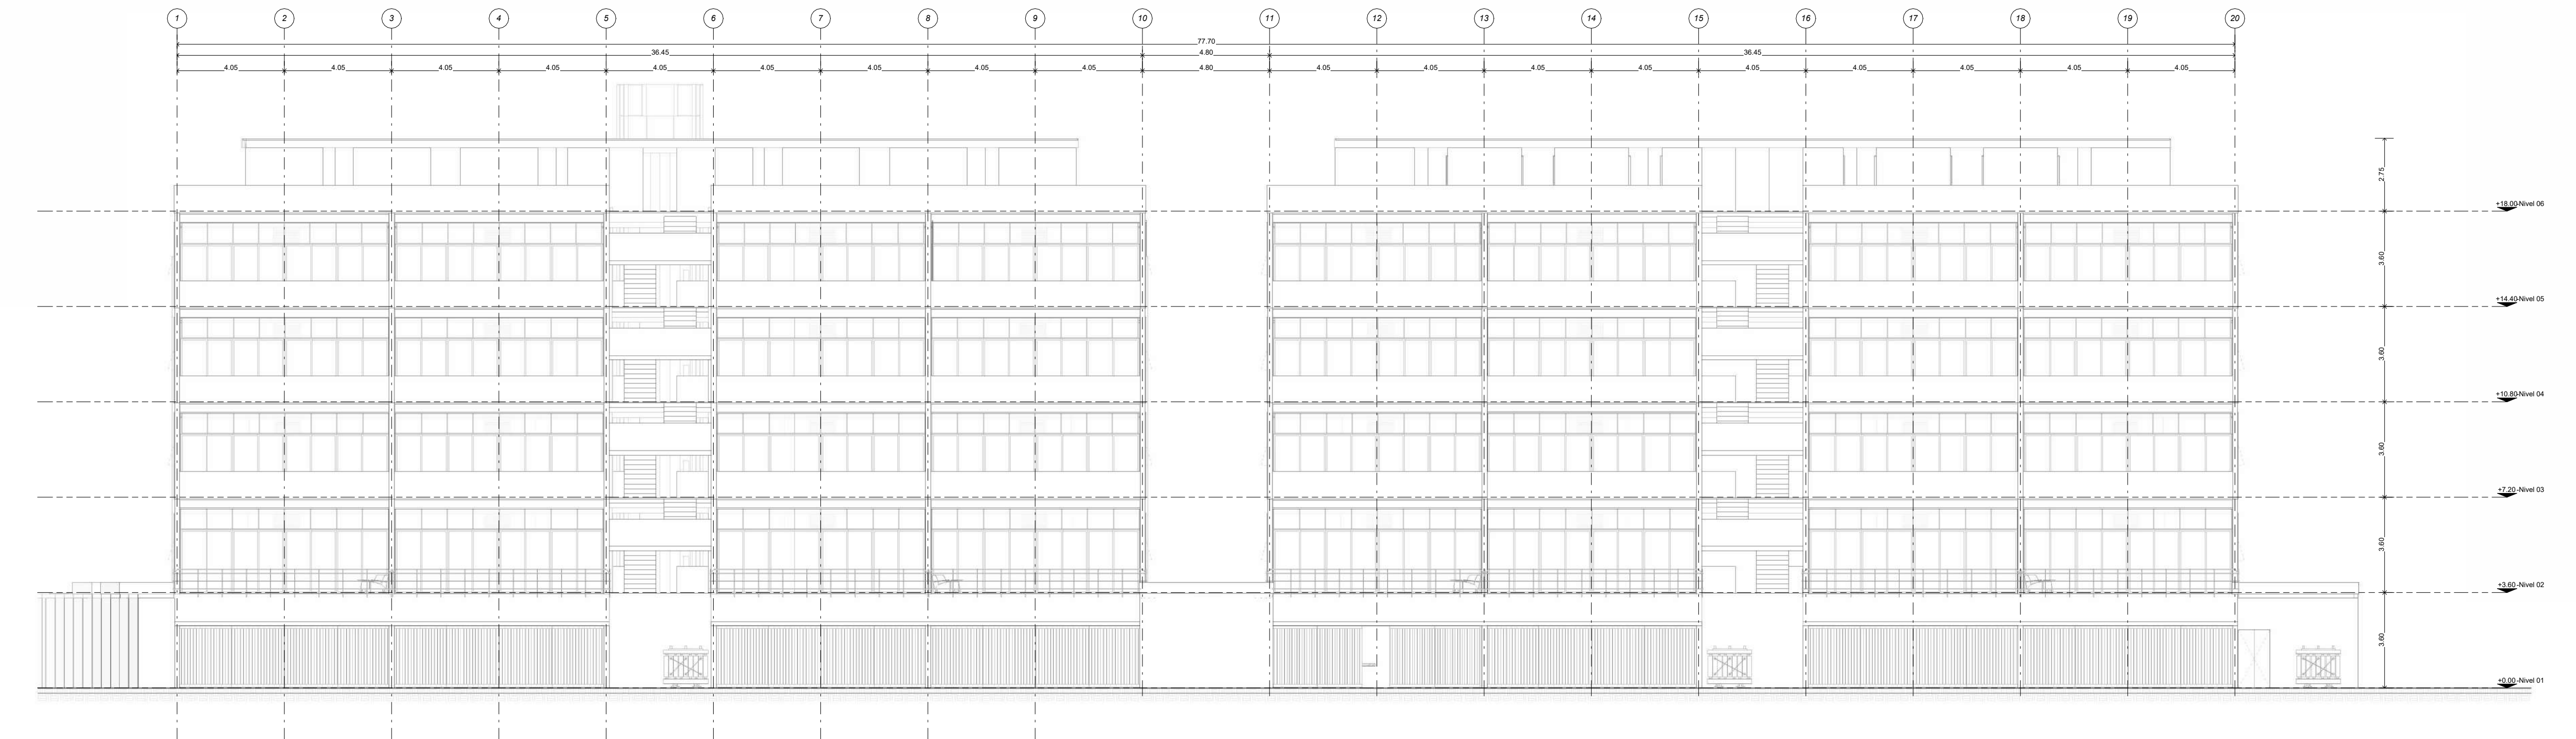 1 2 3 4 5 6 7 8 9 10 11 12 13 14 15 16 17 18 19 20
77.70
36.45 4.80 36.45
4.05 4.05 4.05 4.05 4.05 4.05 4.05 4.05 4.05 4.80 4.05 4.05 4.05 4.05 4.05 4.05 4.05 4.05 4.05
2.75
+18.00-Nivel 06
3.60
+14.40-Nivel 05
3.60
+10.80-Nivel 04
3.60
+7.20-Nivel 03
3.60
+3.60-Nivel 02
3.60
+0.00-Nivel 01